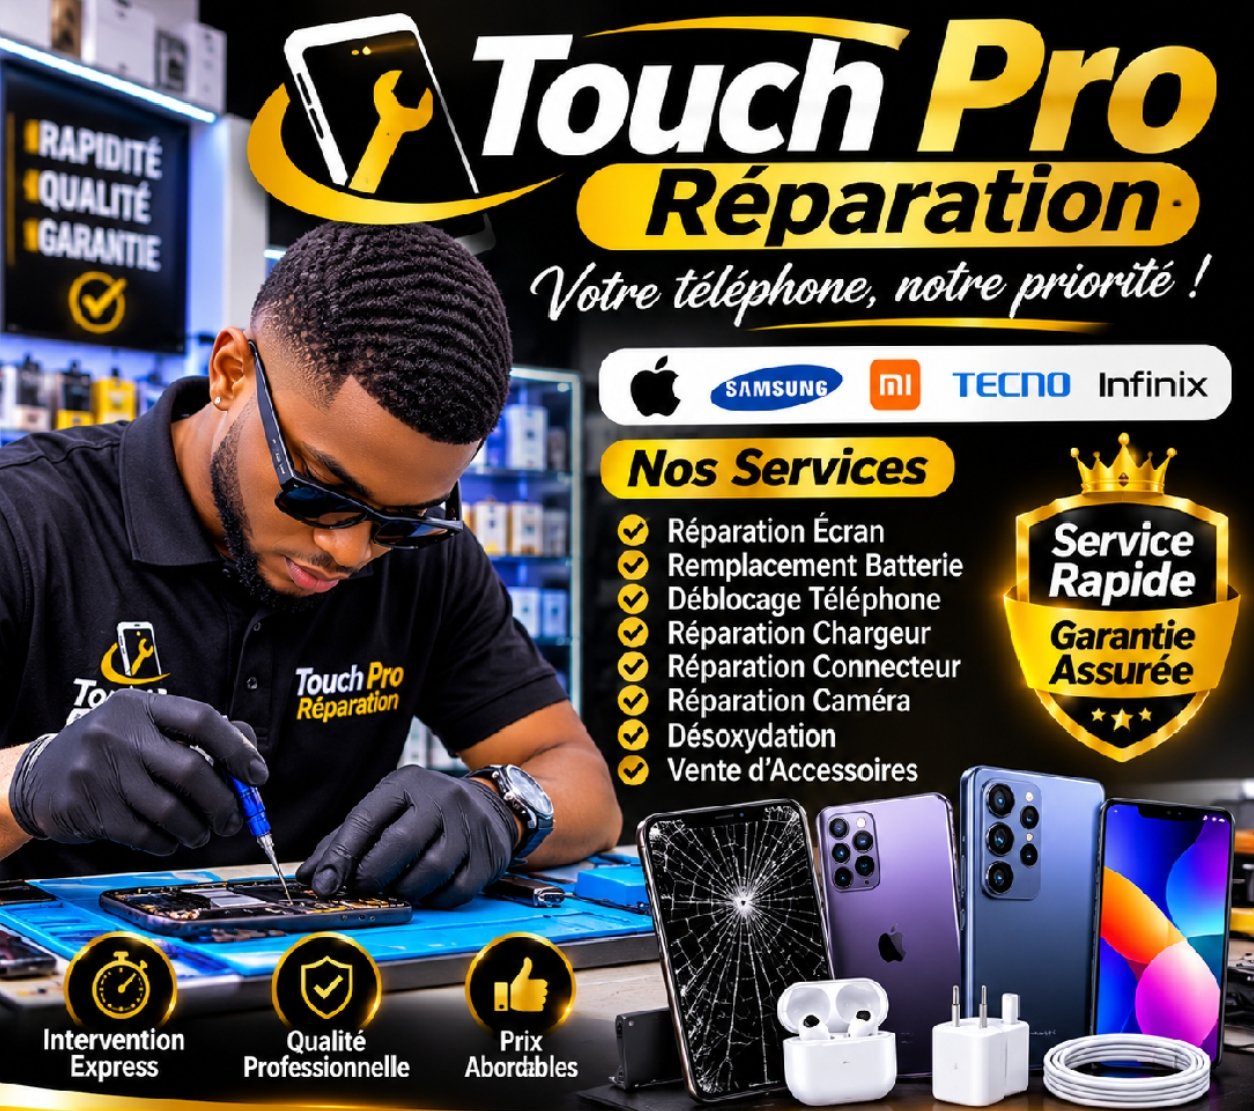 Touch Pro
Réparation
Votre téléphone, notre priorité !
RAPIDITÉ
QUALITÉ
GARANTIE
SAMSUNG
mi
TECNO
Infinix
Nos Services
Réparation Écran
Remplacement Batterie
Déblocage Téléphone
Réparation Chargeur
Réparation Connecteur
Réparation Caméra
Désoxydation
Vente d'Accessoires
Service
Rapide
Garantie
Assurée
Touch Pro
Réparation
Intervention
Express
Qualité
Professionnelle
Prix
Abordables